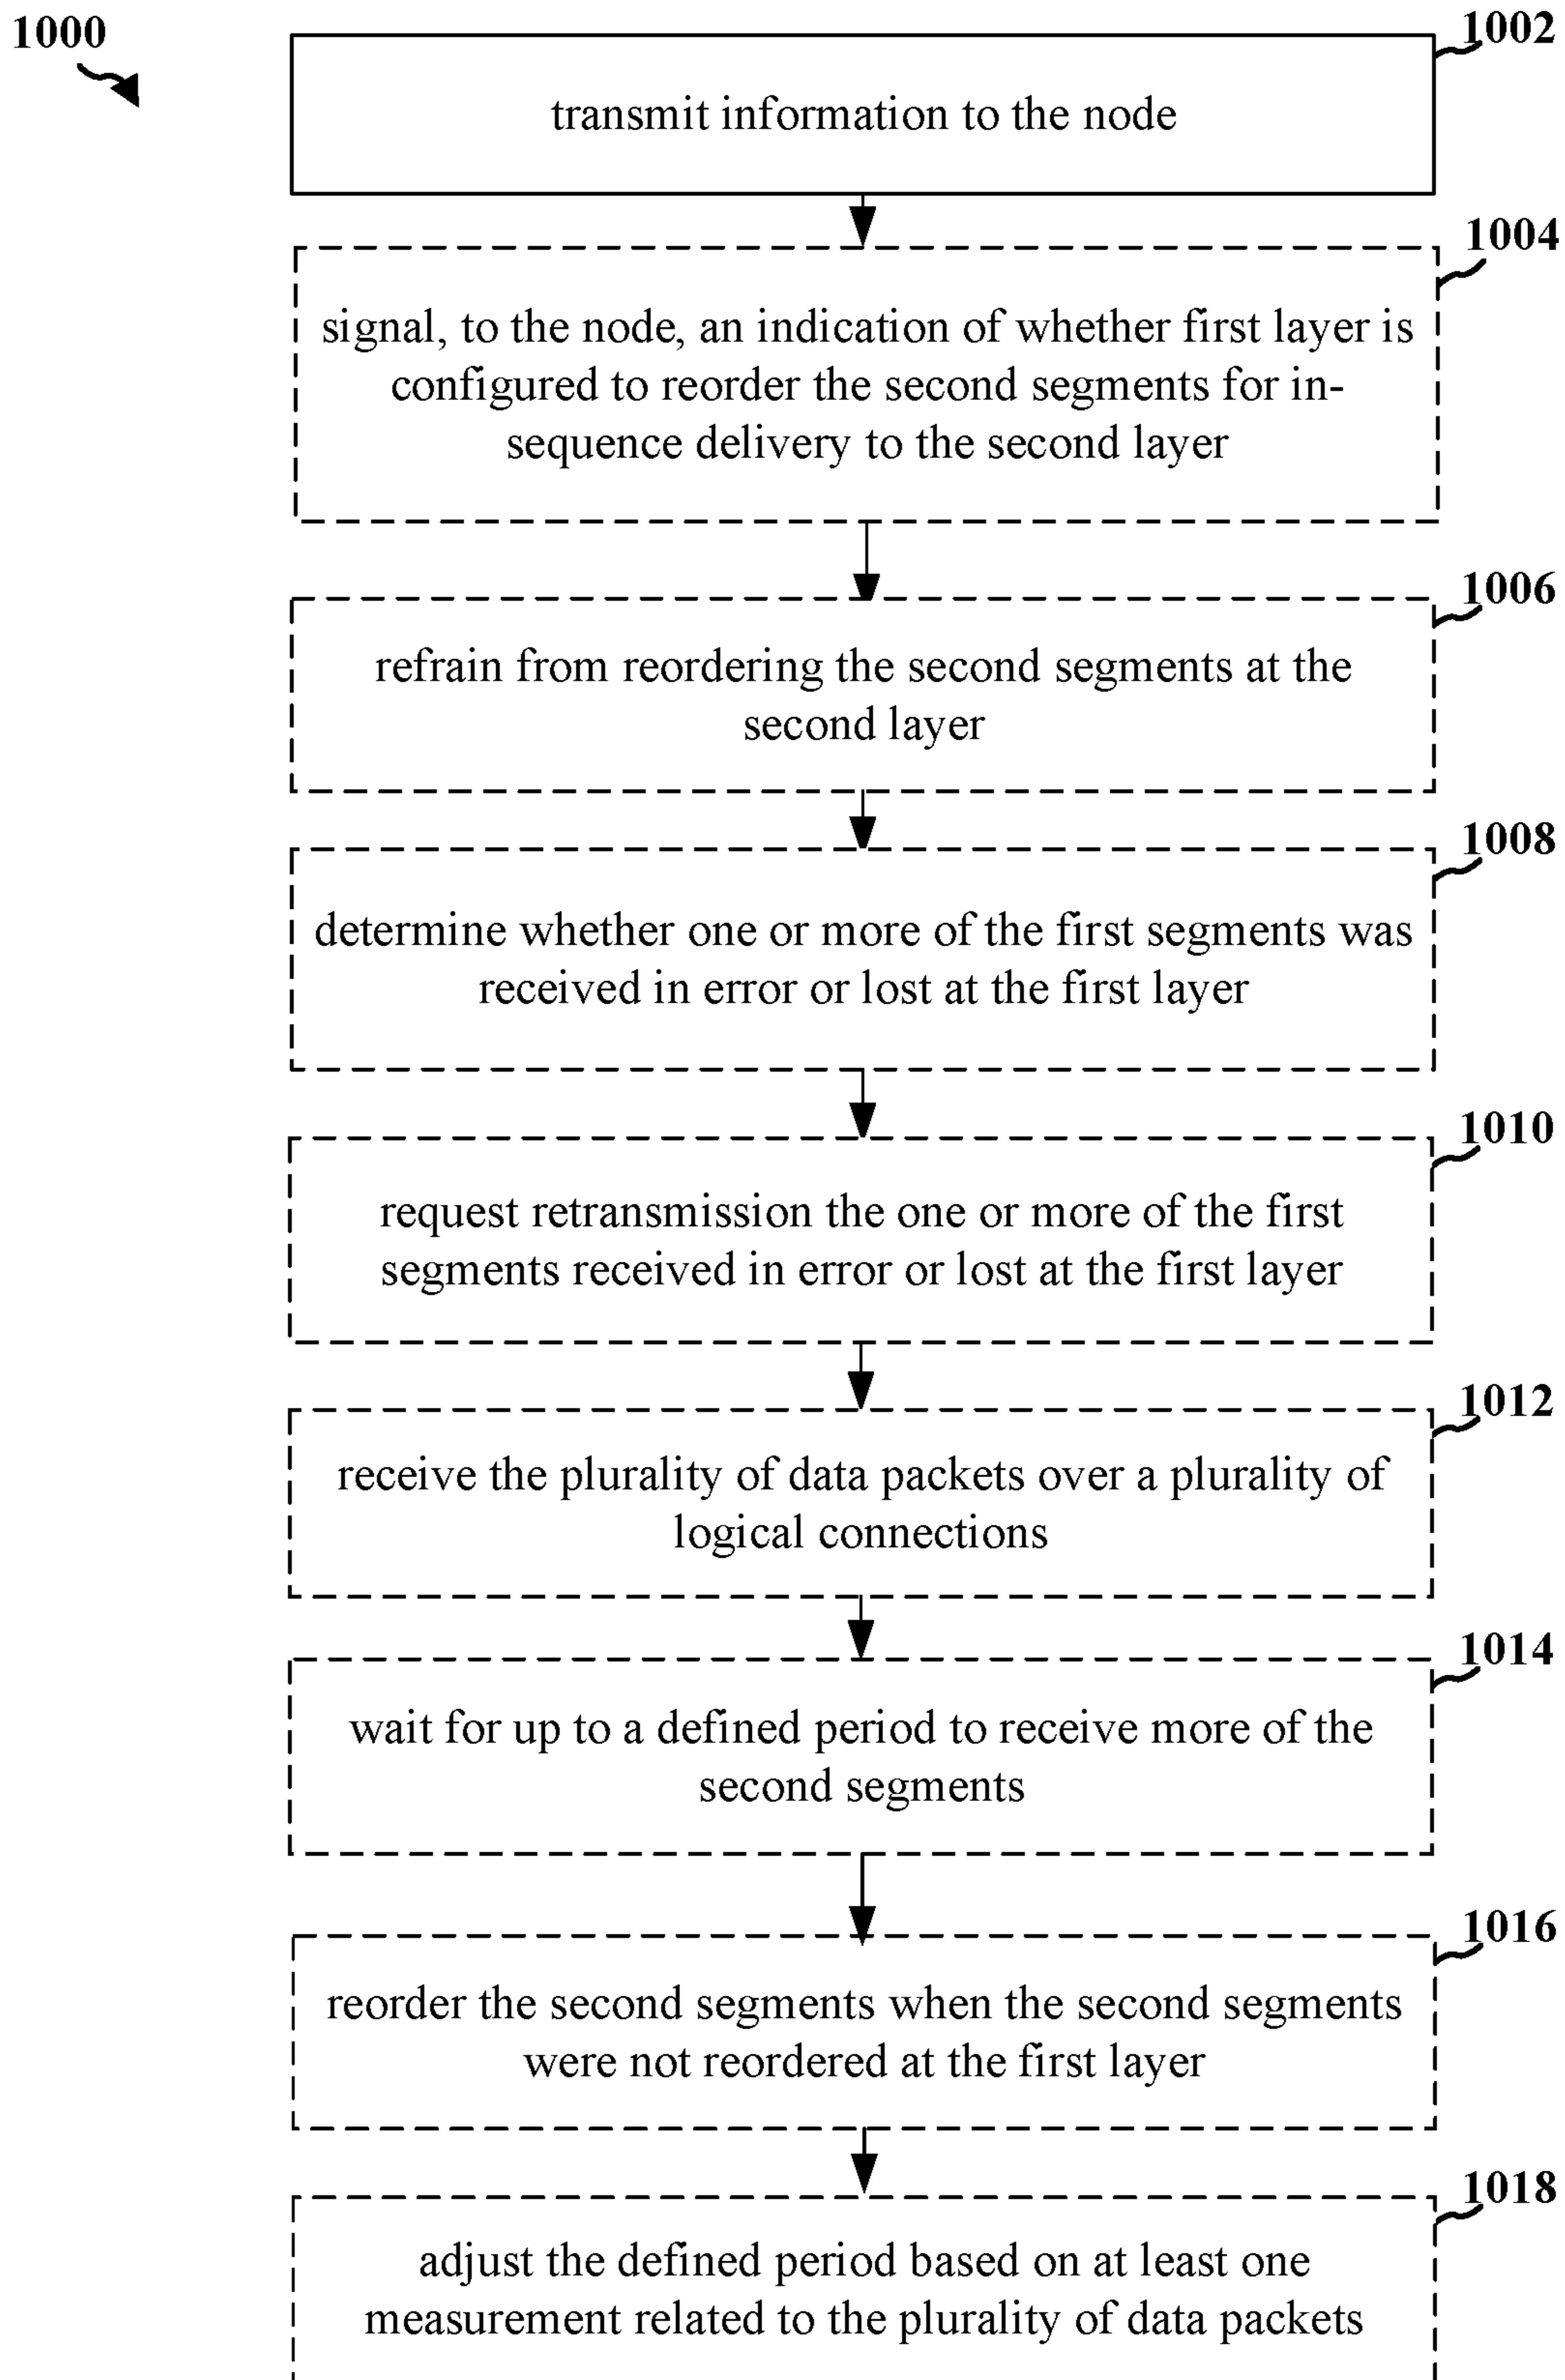 1000
1002
transmit information to the node
1004
signal, to the node, an indication of whether first layer is
configured to reorder the second segments for in-
sequence delivery to the second layer
1006
refrain from reordering the second segments at the
second layer
1008
determine whether one or more of the first segments was
received in error or lost at the first layer
1010
request retransmission the one or more of the first
segments received in error or lost at the first layer
1012
receive the plurality of data packets over a plurality of
logical connections
1014
wait for up to a defined period to receive more of the
second segments
1016
reorder the second segments when the second segments
were not reordered at the first layer
1018
adjust the defined period based on at least one
measurement related to the plurality of data packets